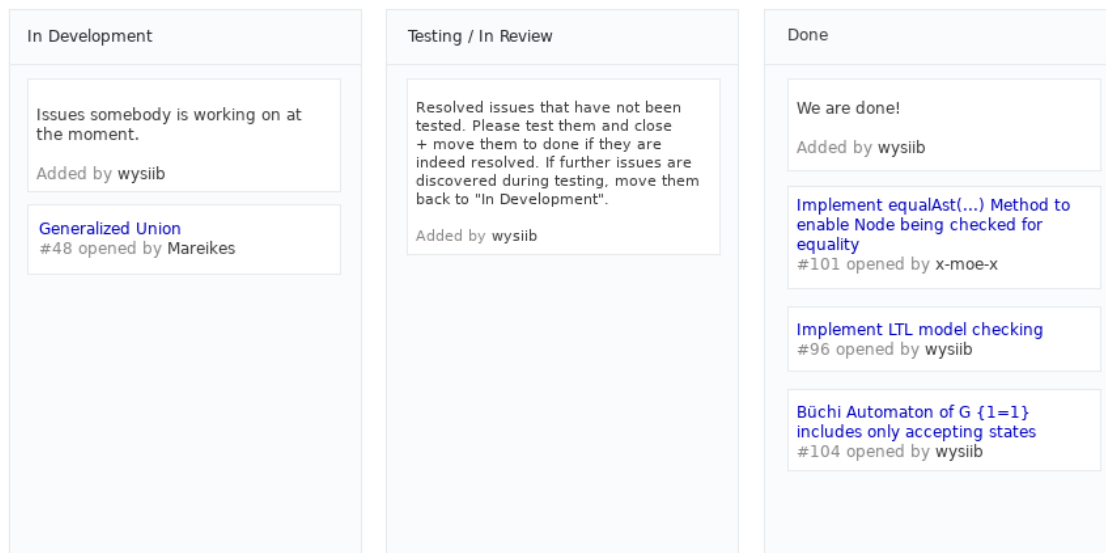 In Development
Issues somebody is working on at
the moment.
Added by wysiib
Generalized Union
#48 opened by Mareikes
Testing / In Review
Resolved issues that have not been
tested. Please test them and close
+ move them to done if they are
indeed resolved. If further issues are
discovered during testing, move them
back to "In Development".
Added by wysiib
Done
We are done!
Added by wysiib
Implement equalAst(...) Method to
enable Node being checked for
equality
#101 opened by x-moe-x
Implement LTL model checking
#96 opened by wysiib
Büchi Automaton of G {1=1}
includes only accepting states
#104 opened by wysiib